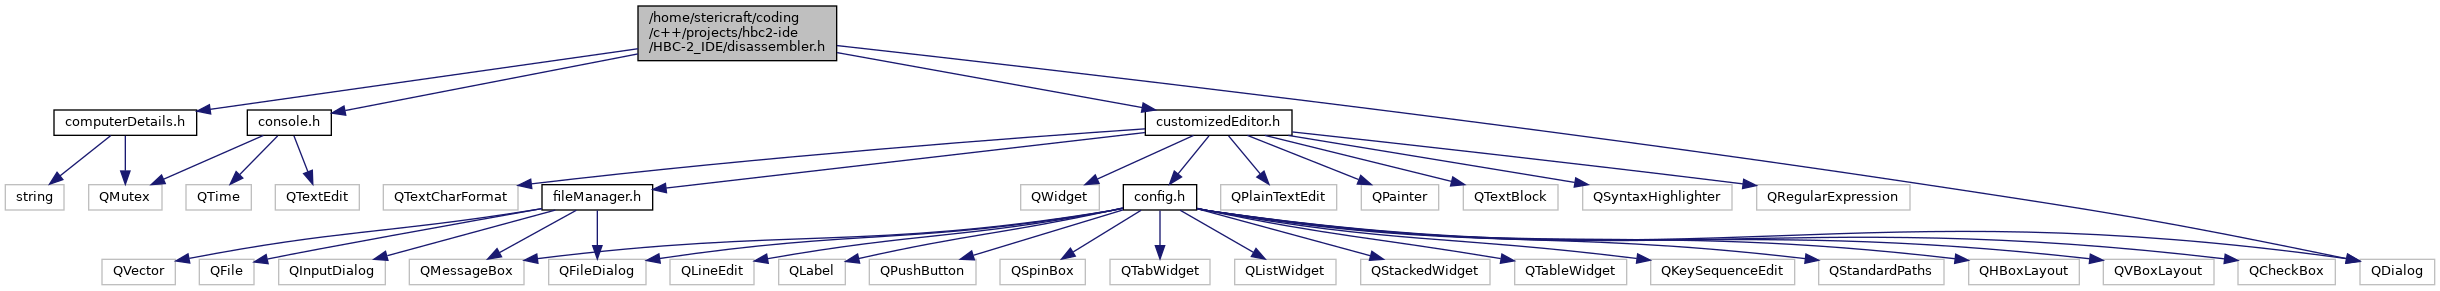 /home/stericraft/coding
/c++/projects/hbc2-ide
/HBC-2_IDE/disassembler.h
computerDetails.h
console.h
customizedEditor.h
string
QMutex
QTime
QTextEdit
QTextCharFormat
fileManager.h
QWidget
config.h
QPlainTextEdit
QPainter
QTextBlock
QSyntaxHighlighter
QRegularExpression
QVector
QFile
QInputDialog
QMessageBox
QFileDialog
QLineEdit
QLabel
QPushButton
QSpinBox
QTabWidget
QListWidget
QStackedWidget
QTableWidget
QKeySequenceEdit
QStandardPaths
QHBoxLayout
QVBoxLayout
QCheckBox
QDialog